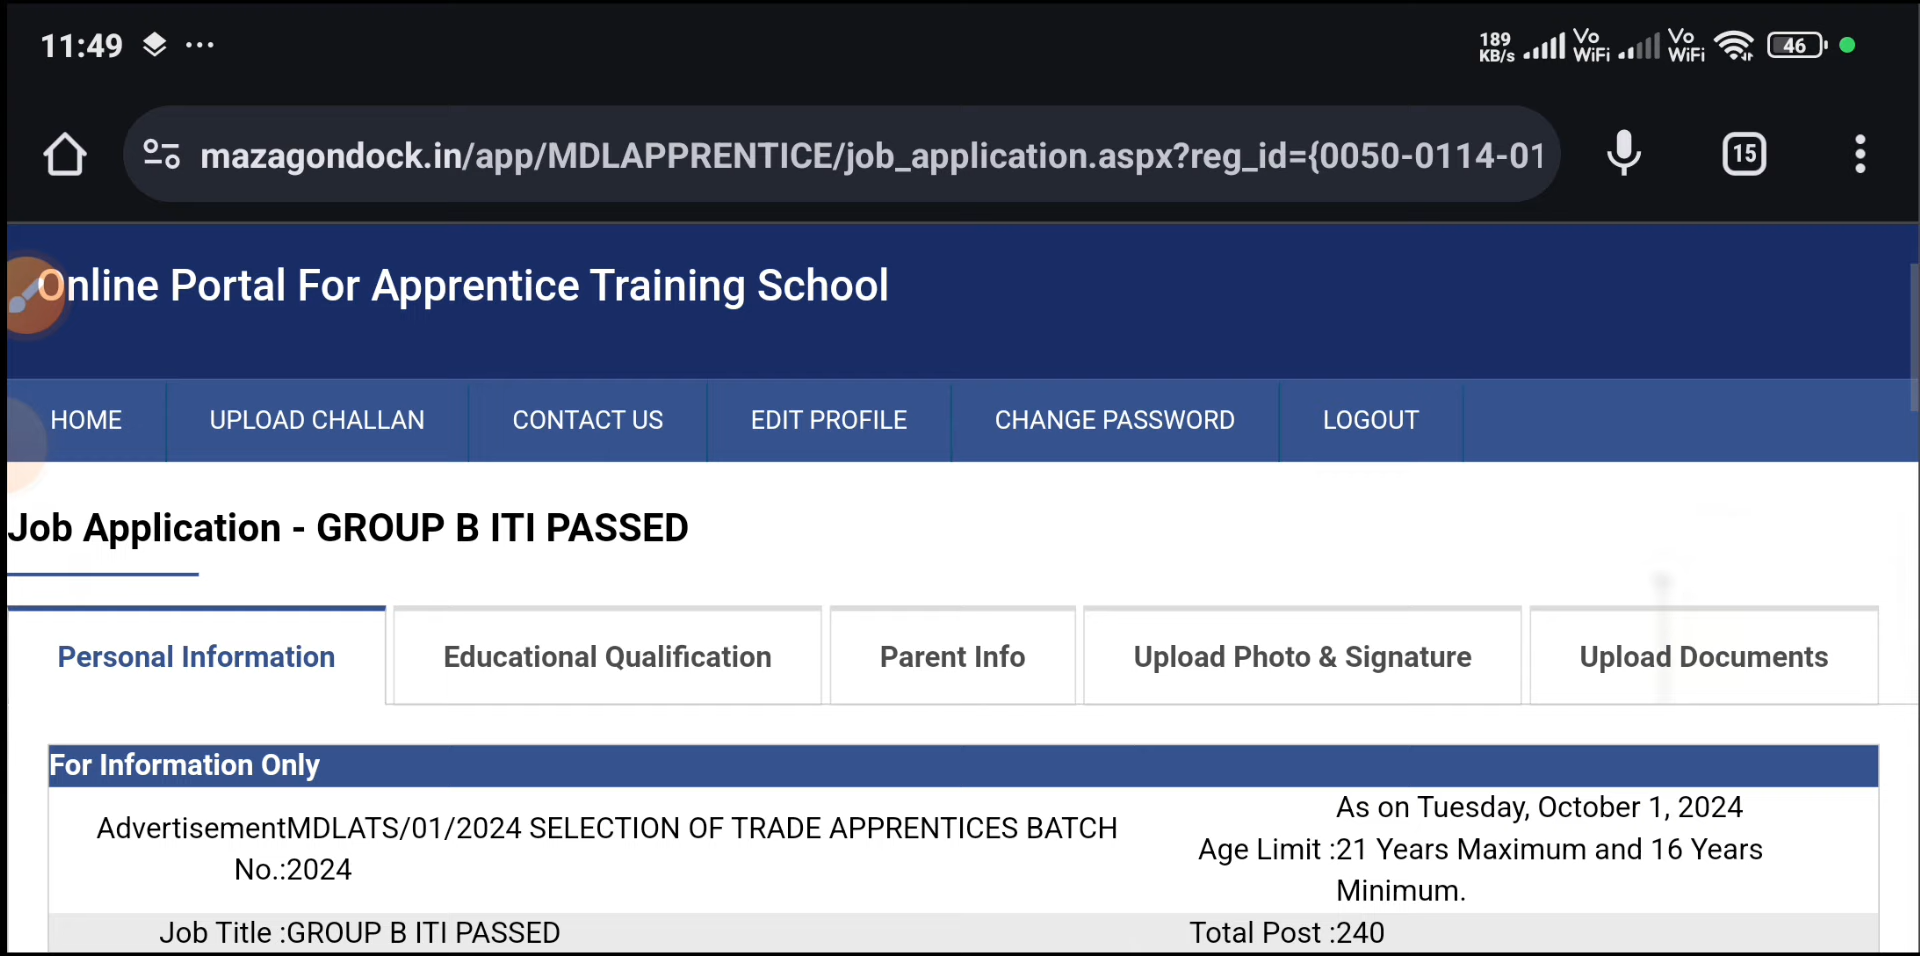 11:49 ...
189 KB/s Vo WiFi Vo WiFi 46
mazagondock.in/app/MDLAPPRENTICE/job_application.aspx?reg_id={0050-0114-01
15
Online Portal For Apprentice Training School
HOME UPLOAD CHALLAN CONTACT US EDIT PROFILE CHANGE PASSWORD LOGOUT
Job Application - GROUP B ITI PASSED
Personal Information Educational Qualification Parent Info Upload Photo & Signature Upload Documents
For Information Only
AdvertisementMDLATS/01/2024 SELECTION OF TRADE APPRENTICES BATCH
No.:2024
As on Tuesday, October 1, 2024
Age Limit :21 Years Maximum and 16 Years
Minimum.
Job Title :GROUP B ITI PASSED
Total Post :240